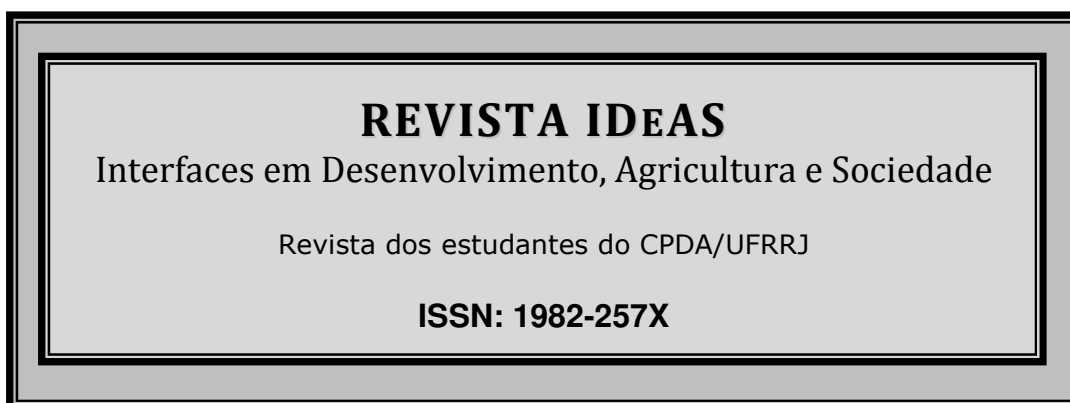 REVISTA IDEAS
Interfaces em Desenvolvimento, Agricultura e Sociedade
Revista dos estudantes do CPDA/UFRRJ
ISSN: 1982-257X